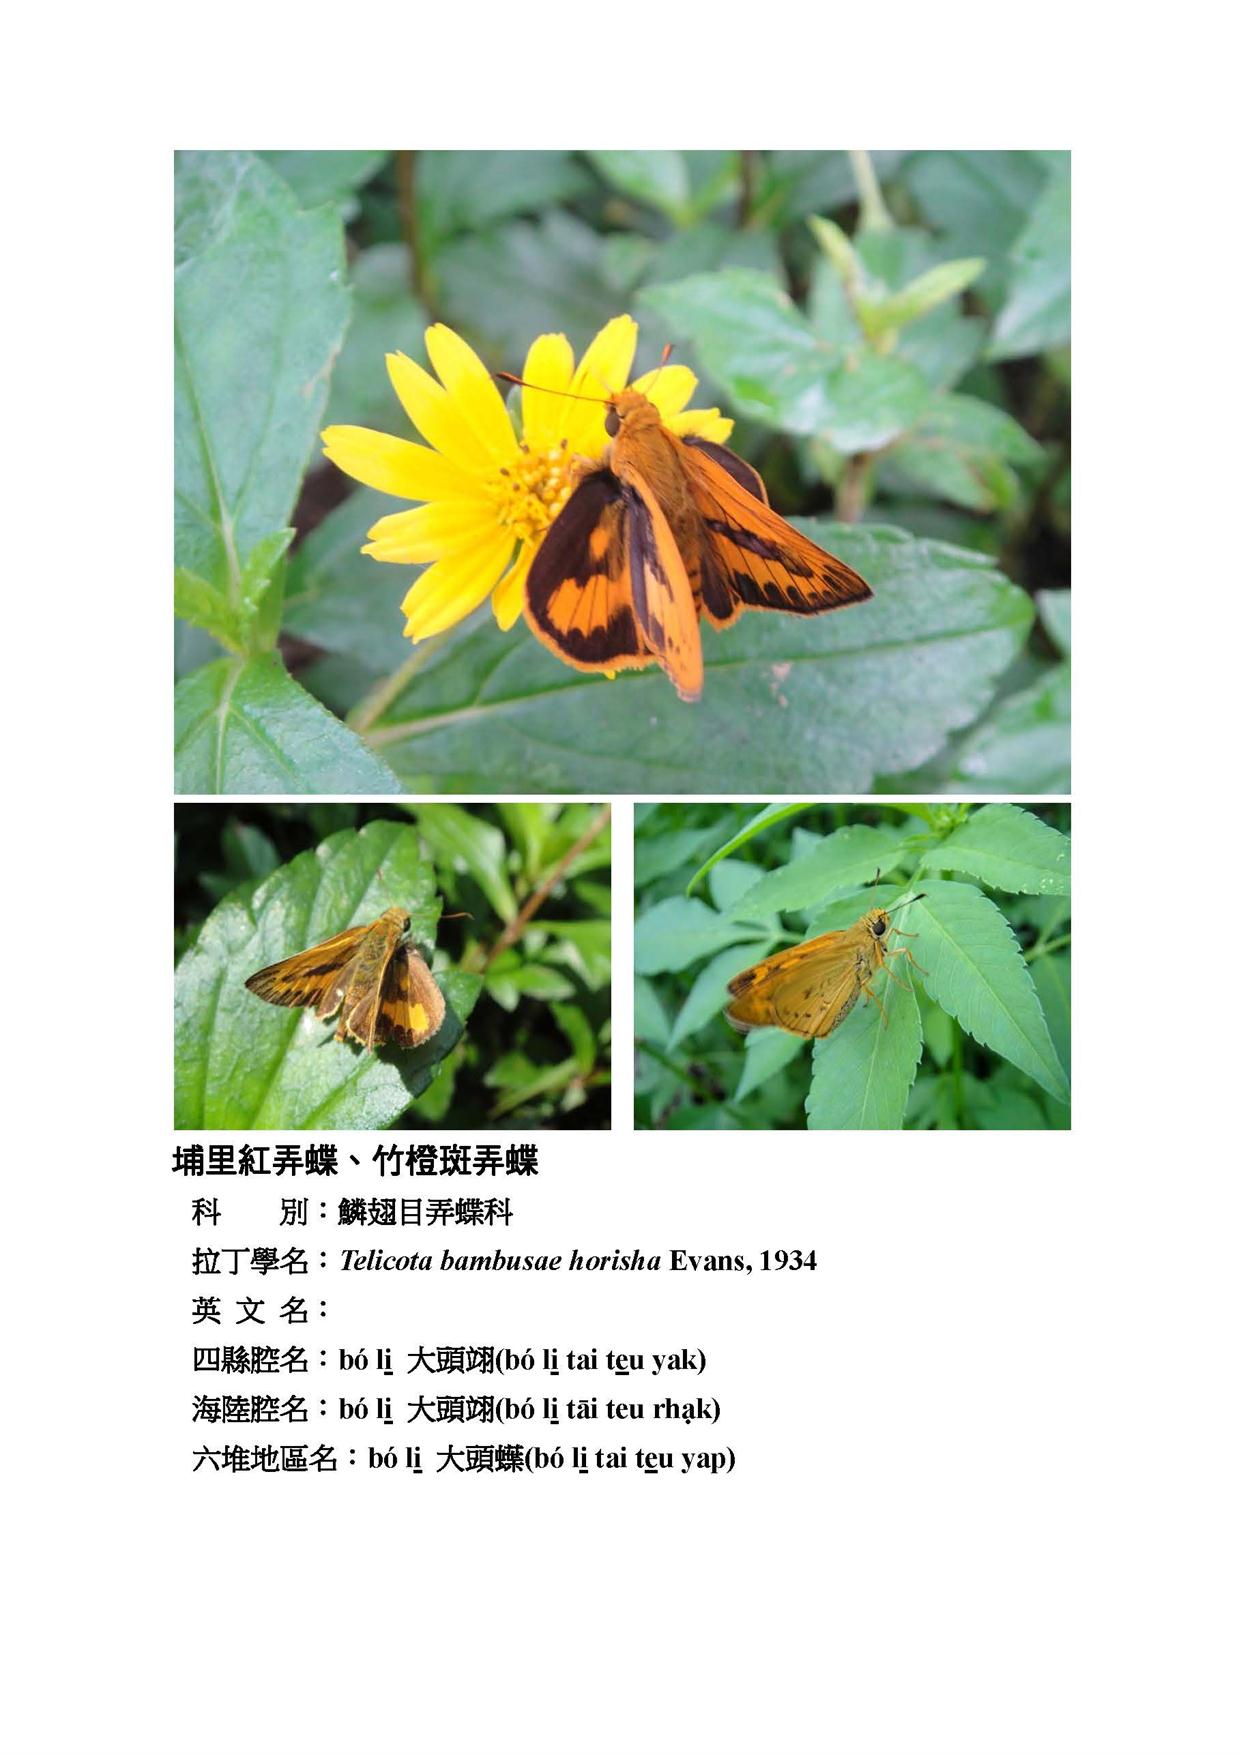 埔里紅弄蝶、竹橙斑弄蝶
科　　別：鱗翅目弄蝶科
拉丁學名：Telicota bambusae horisha Evans, 1934
英 文 名：
四縣腔名：bó li̲ 大頭翊(bó li̲ tai te̲u yak)
海陸腔名：bó li̲ 大頭翊(bó li̲ tāi teu rhạk)
六堆地區名：bó li̲ 大頭蝶(bó li̲ tai te̲u yap)